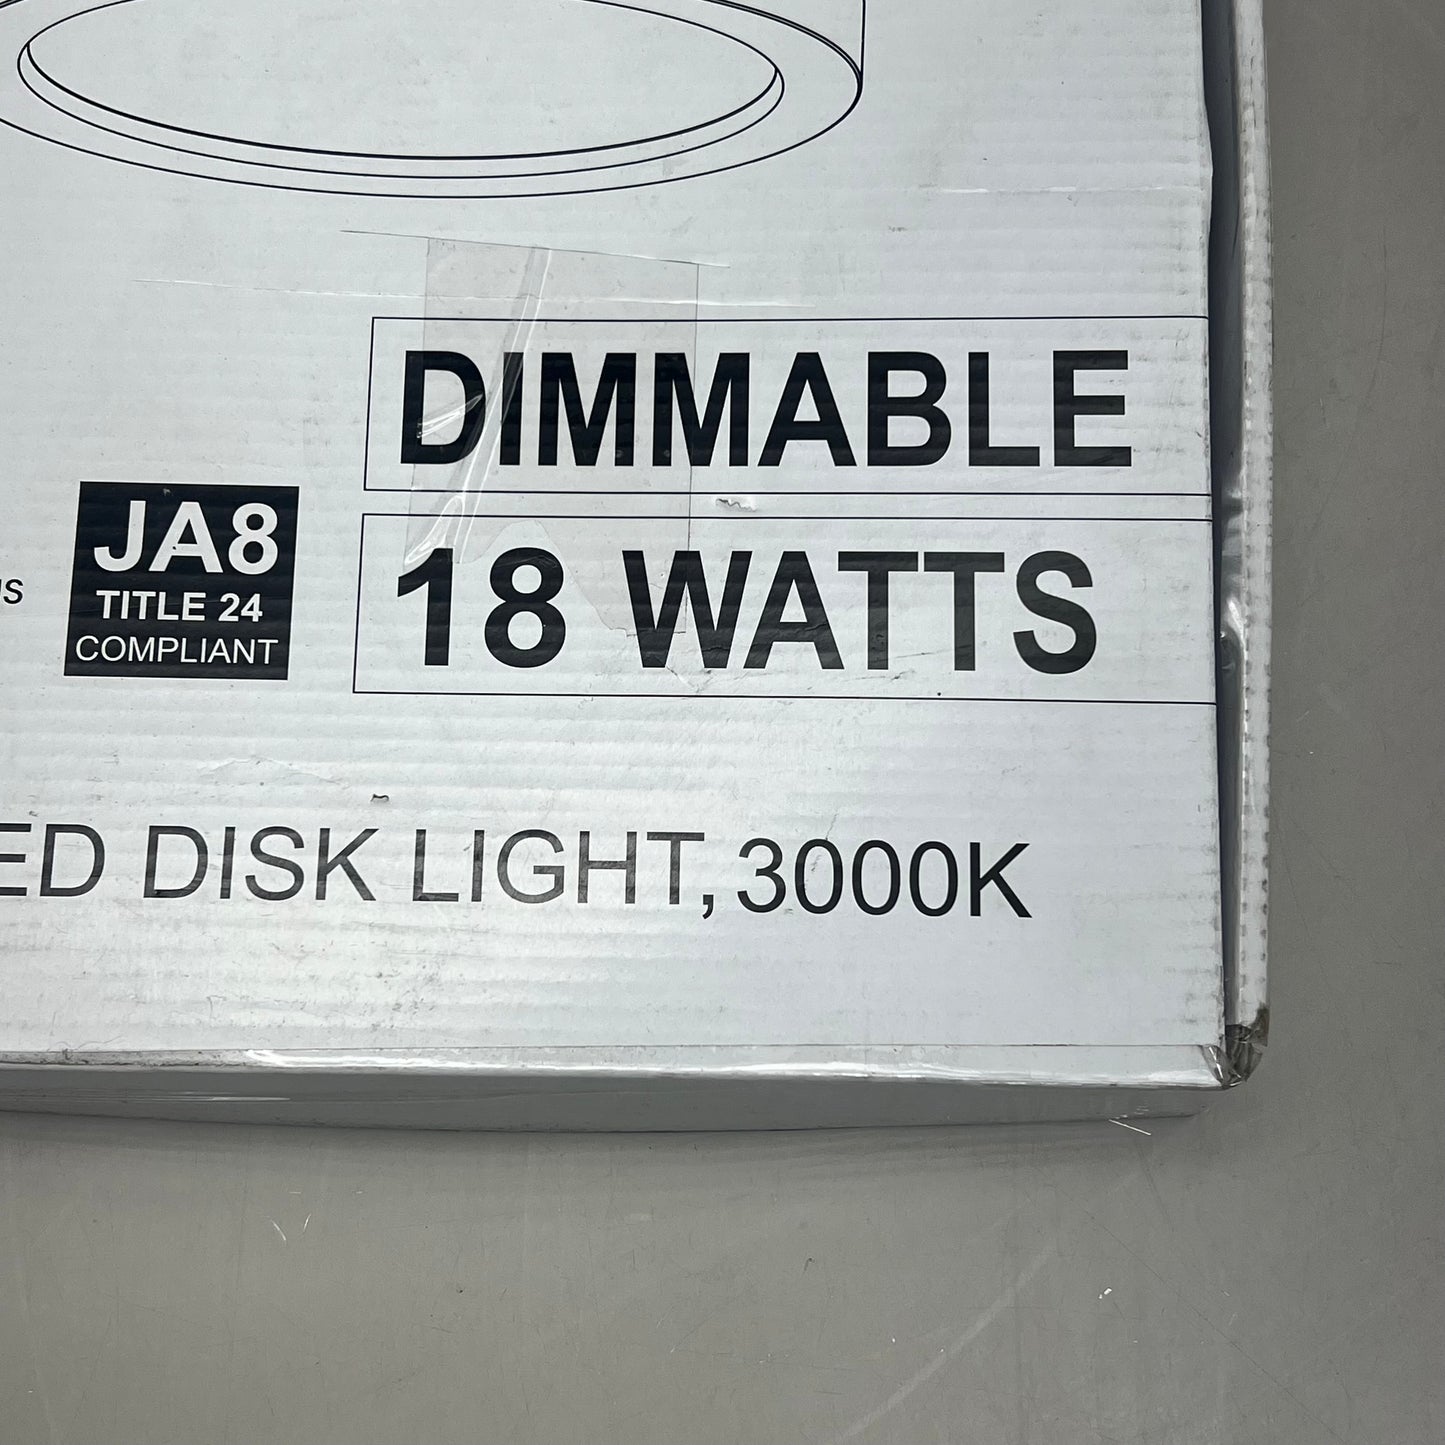 DIMMABLE
JA8
TITLE 24
COMPLIANT
18 WATTS
ED DISK LIGHT, 3000K